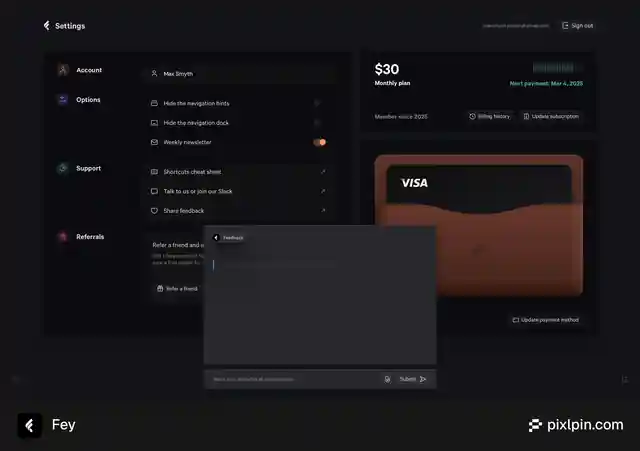 Settings
Sign out
Account
Max Smyth
Options
Hide the navigation hints
Hide the navigation dock
Weekly newsletter
Support
Shortcuts cheat sheet
Talk to us or join our Slack
Share feedback
Referrals
Refer a friend and
Refer a friend
$30
Monthly plan
Next payment: Mar 4, 2025
Member since 2025
Billing history
Update subscription
VISA
Update payment method
Feedback
Submit
Fey
pixlpin.com